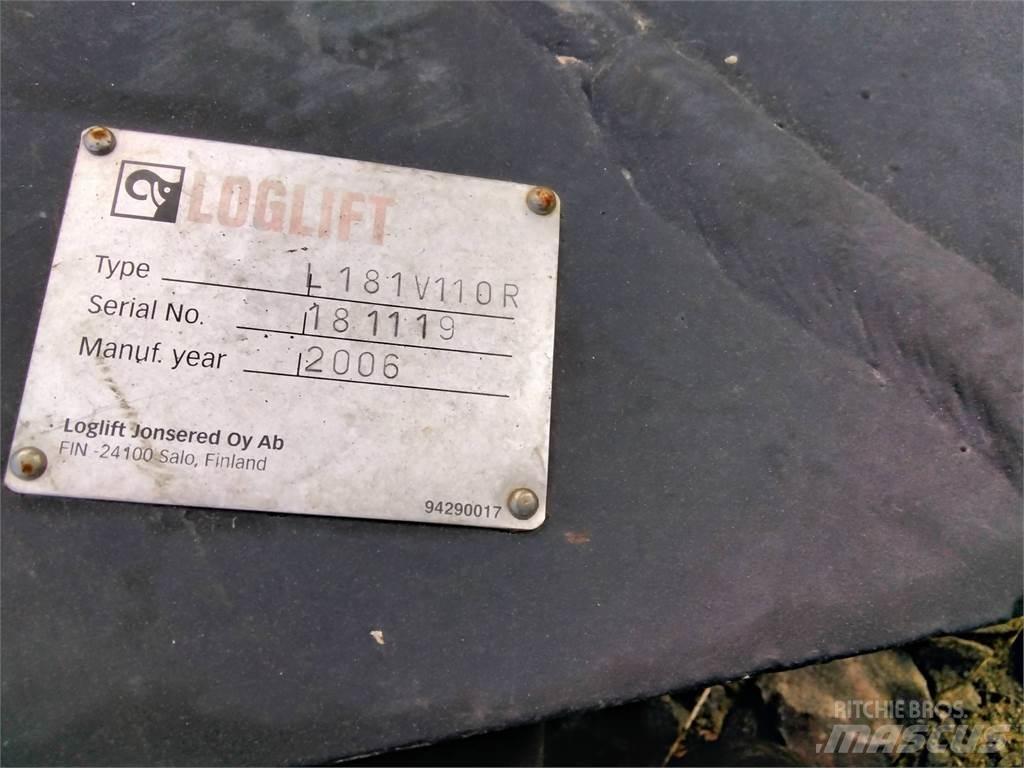 LOGLIFT
Type L181V110R
Serial No. 181119
Manuf. year 2006
Loglift Jonsered Oy Ab
FIN -24100 Salo, Finland
94290017
RITCHIE BROS.
mascus